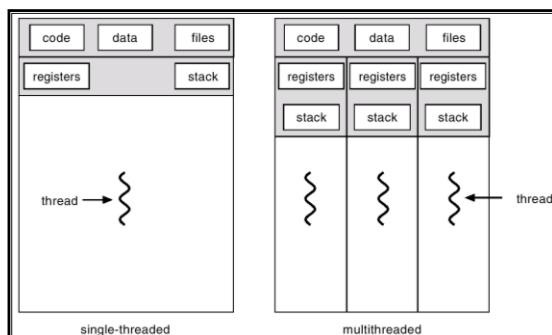 code data files code data files
registers stack registers registers registers
stack stack stack
thread thread
single-threaded multithreaded